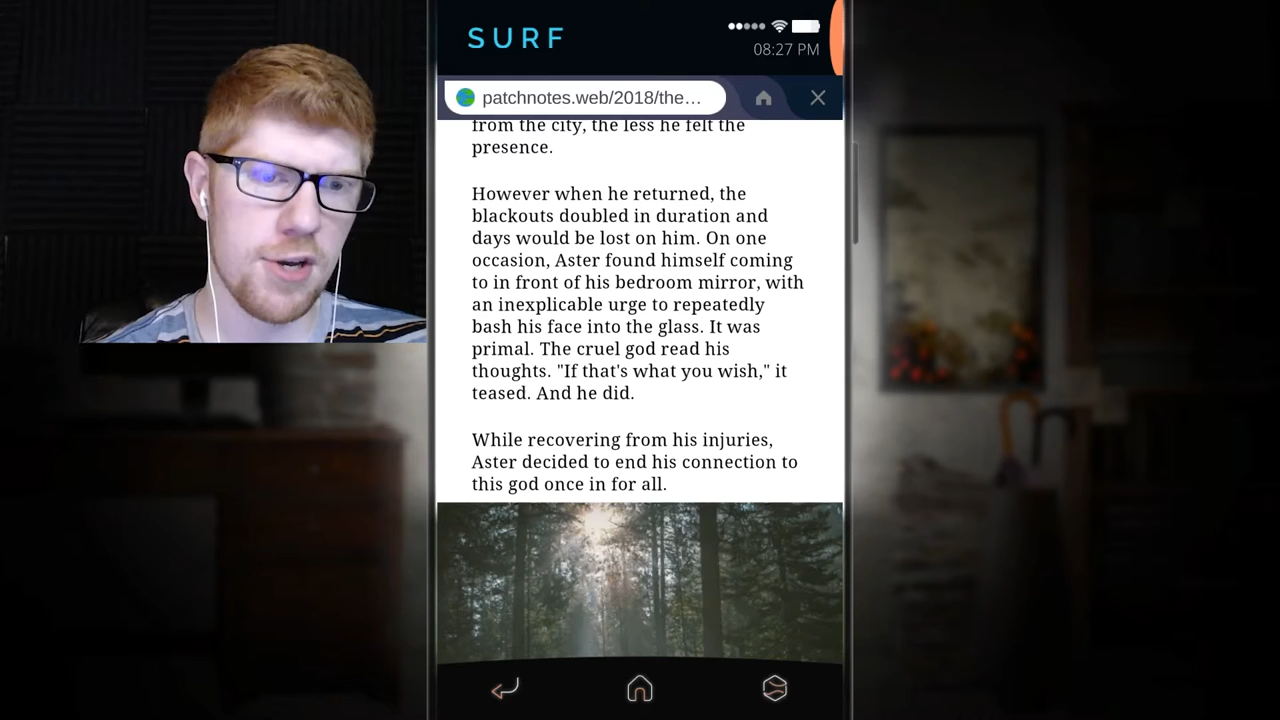 SURF
08:27 PM
patchnotes.web/2018/the...
from the city, the less he felt the
presence.
However when he returned, the
blackouts doubled in duration and
days would be lost on him. On one
occasion, Aster found himself coming
to in front of his bedroom mirror, with
an inexplicable urge to repeatedly
bash his face into the glass. It was
primal. The cruel god read his
thoughts. "If that's what you wish," it
teased. And he did.
While recovering from his injuries,
Aster decided to end his connection to
this god once in for all.